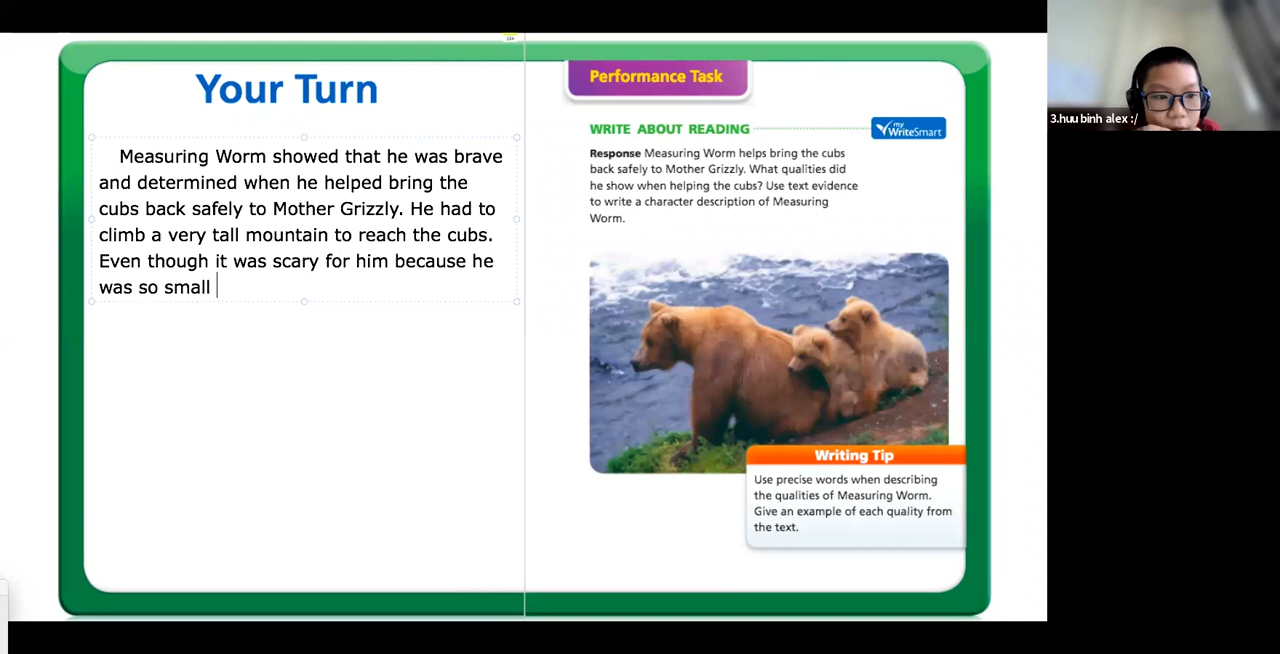 Your Turn
Measuring Worm showed that he was brave
and determined when he helped bring the
cubs back safely to Mother Grizzly. He had to
climb a very tall mountain to reach the cubs.
Even though it was scary for him because he
was so small
Performance Task
WRITE ABOUT READING
my
WriteSmart
Response Measuring Worm helps bring the cubs
back safely to Mother Grizzly. What qualities did
he show when helping the cubs? Use text evidence
to write a character description of Measuring
Worm.
Writing Tip
Use precise words when describing
the qualities of Measuring Worm.
Give an example of each quality from
the text.
3.huu binh alex :/